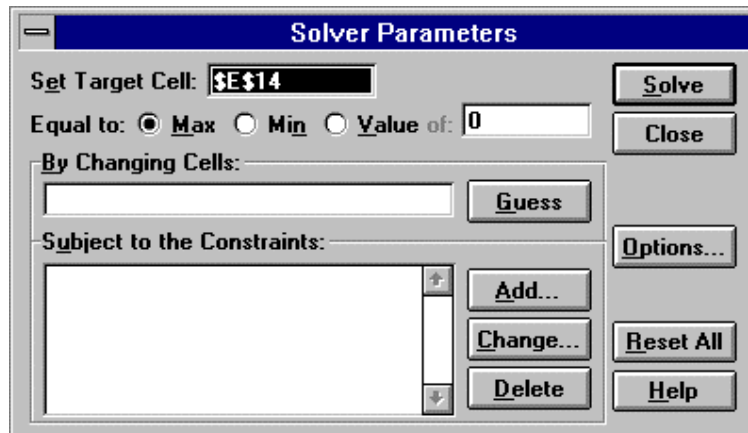 Solver Parameters
Set Target Cell: $E$14
Solve
Equal to: Max Min Value of: 0
Close
By Changing Cells:
Guess
Subject to the Constraints:
Options...
Add...
Change...
Reset All
Delete
Help